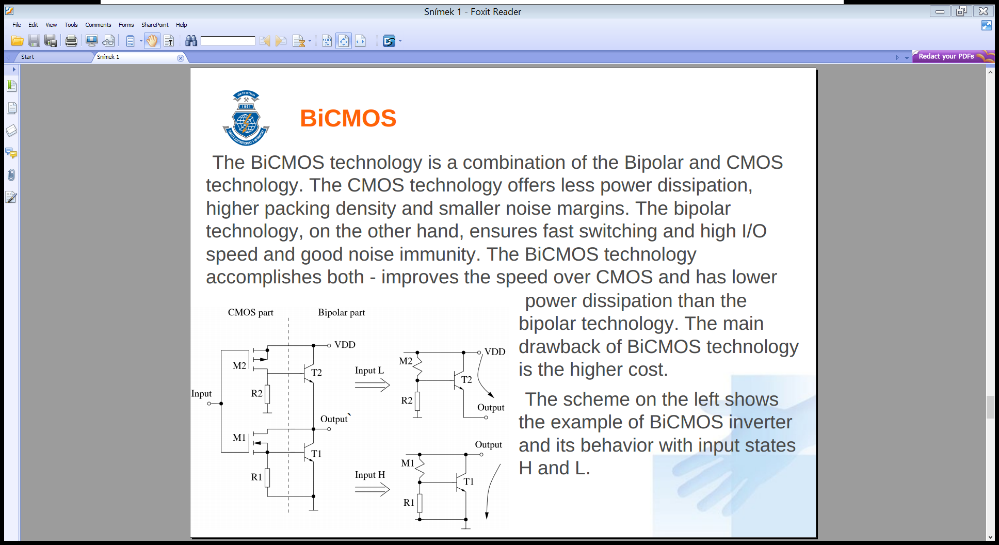 Snímek 1 - Foxit Reader
File Edit View Tools Comments Forms SharePoint Help
Start
Snímek 1
Redact your PDFs
VŠB-TU OSTRAVA
1991
FAKULTA ELEKTROTECHNIKY A INFORMATIKY
BiCMOS
The BiCMOS technology is a combination of the Bipolar and CMOS
technology. The CMOS technology offers less power dissipation,
higher packing density and smaller noise margins. The bipolar
technology, on the other hand, ensures fast switching and high I/O
speed and good noise immunity. The BiCMOS technology
accomplishes both - improves the speed over CMOS and has lower
power dissipation than the
bipolar technology. The main
drawback of BiCMOS technology
is the higher cost.
The scheme on the left shows
the example of BiCMOS inverter
and its behavior with input states
H and L.
CMOS part
Bipolar part
VDD
M2
T2
R2
Input
Output`
M1
T1
R1
Input L
M2
VDD
T2
R2
Output
Input H
Output
M1
T1
R1